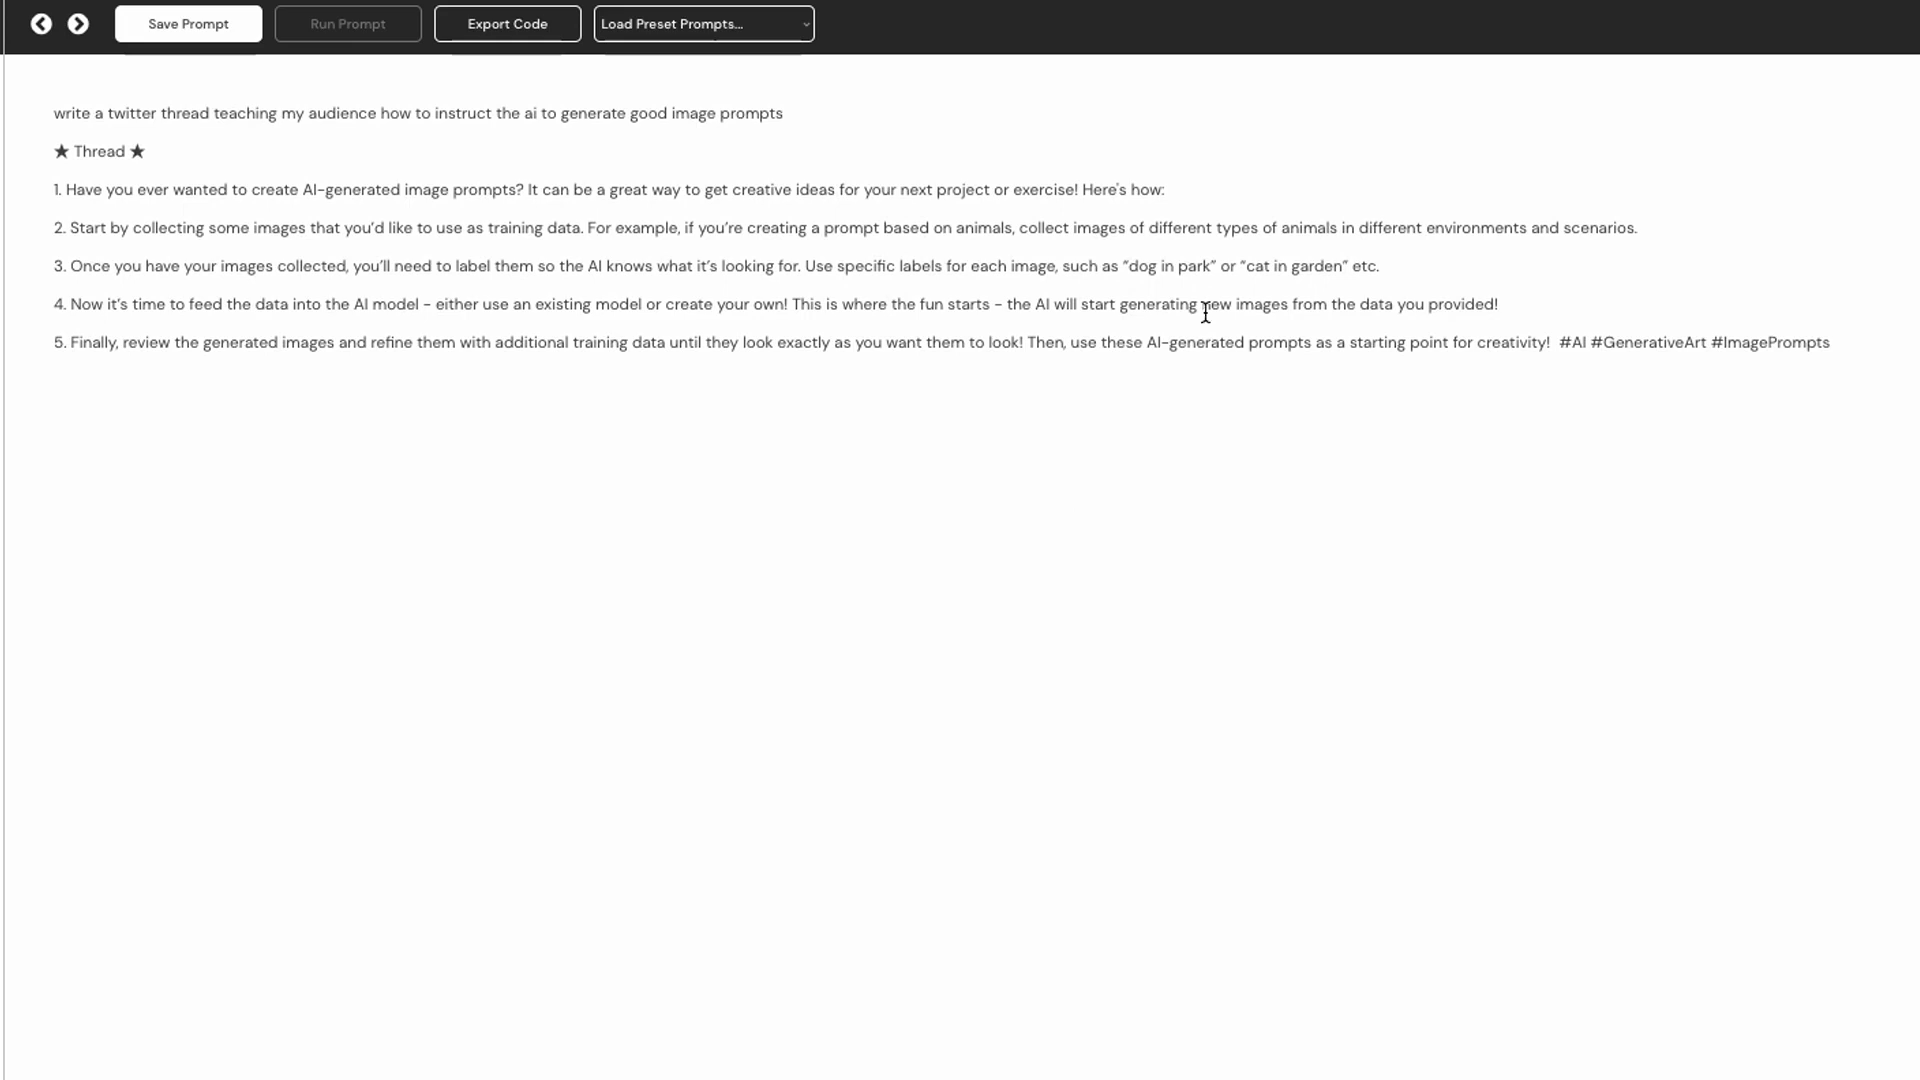 Save Prompt
Run Prompt
Export Code
Load Preset Prompts...
write a twitter thread teaching my audience how to instruct the ai to generate good image prompts
★ Thread ★
1. Have you ever wanted to create AI-generated image prompts? It can be a great way to get creative ideas for your next project or exercise! Here's how:
2. Start by collecting some images that you’d like to use as training data. For example, if you’re creating a prompt based on animals, collect images of different types of animals in different environments and scenarios.
3. Once you have your images collected, you’ll need to label them so the AI knows what it’s looking for. Use specific labels for each image, such as “dog in park” or “cat in garden” etc.
4. Now it’s time to feed the data into the AI model – either use an existing model or create your own! This is where the fun starts – the AI will start generating new images from the data you provided!
5. Finally, review the generated images and refine them with additional training data until they look exactly as you want them to look! Then, use these AI-generated prompts as a starting point for creativity!  #AI #GenerativeArt #ImagePrompts